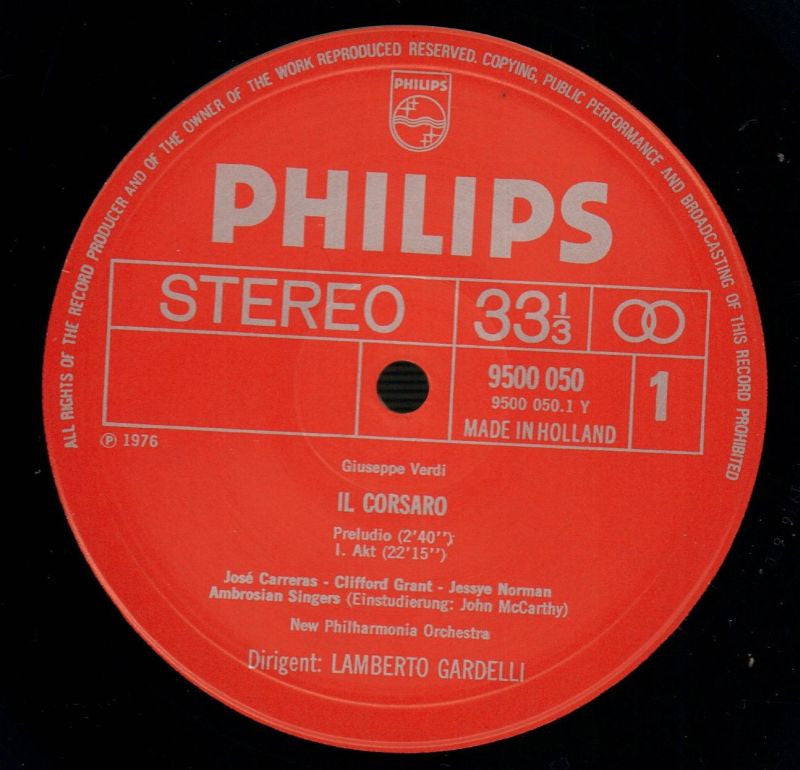 ALL RIGHTS OF THE RECORD PRODUCER AND OF THE OWNER OF THE WORK REPRODUCED RESERVED. COPYING, PUBLIC PERFORMANCE AND BROADCASTING OF THIS RECORD PROHIBITED
PHILIPS
PHILIPS
STEREO
33 1/3
9500 050
9500 050.1 Y
MADE IN HOLLAND
1
℗ 1976
Giuseppe Verdi
IL CORSARO
Preludio (2'40'')
I. Akt (22'15'')
José Carreras - Clifford Grant - Jessye Norman
Ambrosian Singers (Einstudierung: John McCarthy)
New Philharmonia Orchestra
Dirigent: LAMBERTO GARDELLI